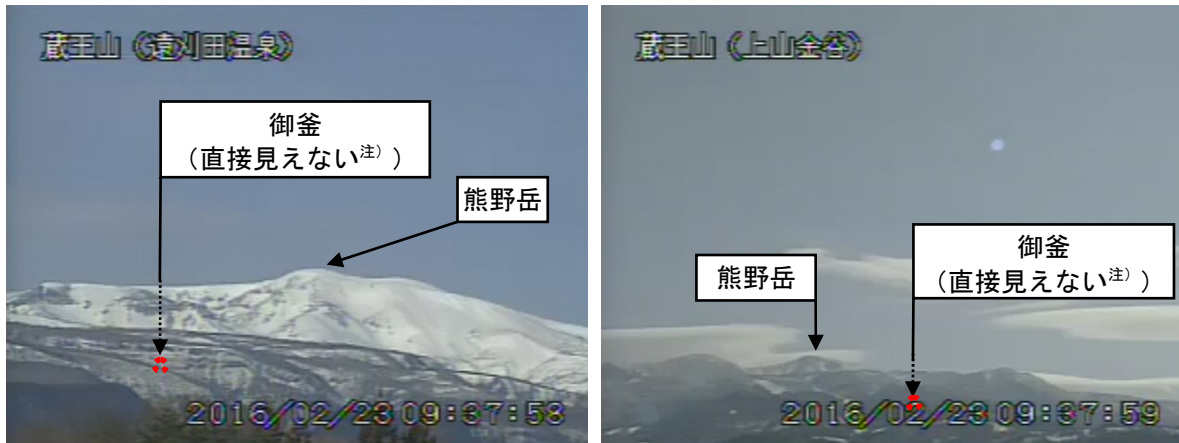 蔵王山（遠刈田温泉）
御釜
（直接見えない注））
熊野岳
2016/02/23 09:37:58
蔵王山（上山金谷）
御釜
（直接見えない注））
熊野岳
2016/02/23 09:37:59